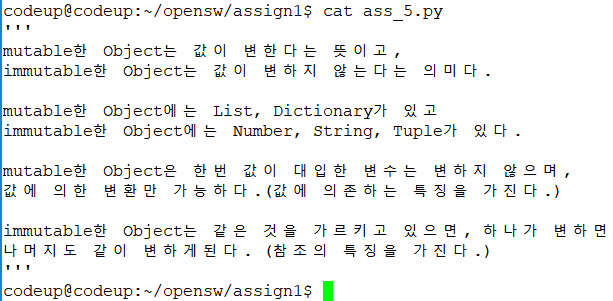 codeup@codeup:~/opensw/assign1$ cat ass_5.py
'''
mutable한 Object는 값이 변한다는 뜻이고,
immutable한 Object는 값이 변하지 않는다는 의미다.
mutable한 Object에는 List, Dictionary가 있고
immutable한 Object에는 Number, String, Tuple가 있다.
mutable한 Object은 한번 값이 대입한 변수는 변하지 않으며,
값에 의한 변환만 가능하다.(값에 의존하는 특징을 가진다.)
immutable한 Object는 같은 것을 가르키고 있으면, 하나가 변하면
나머지도 같이 변하게된다. (참조의 특징을 가진다.)
'''
codeup@codeup:~/opensw/assign1$